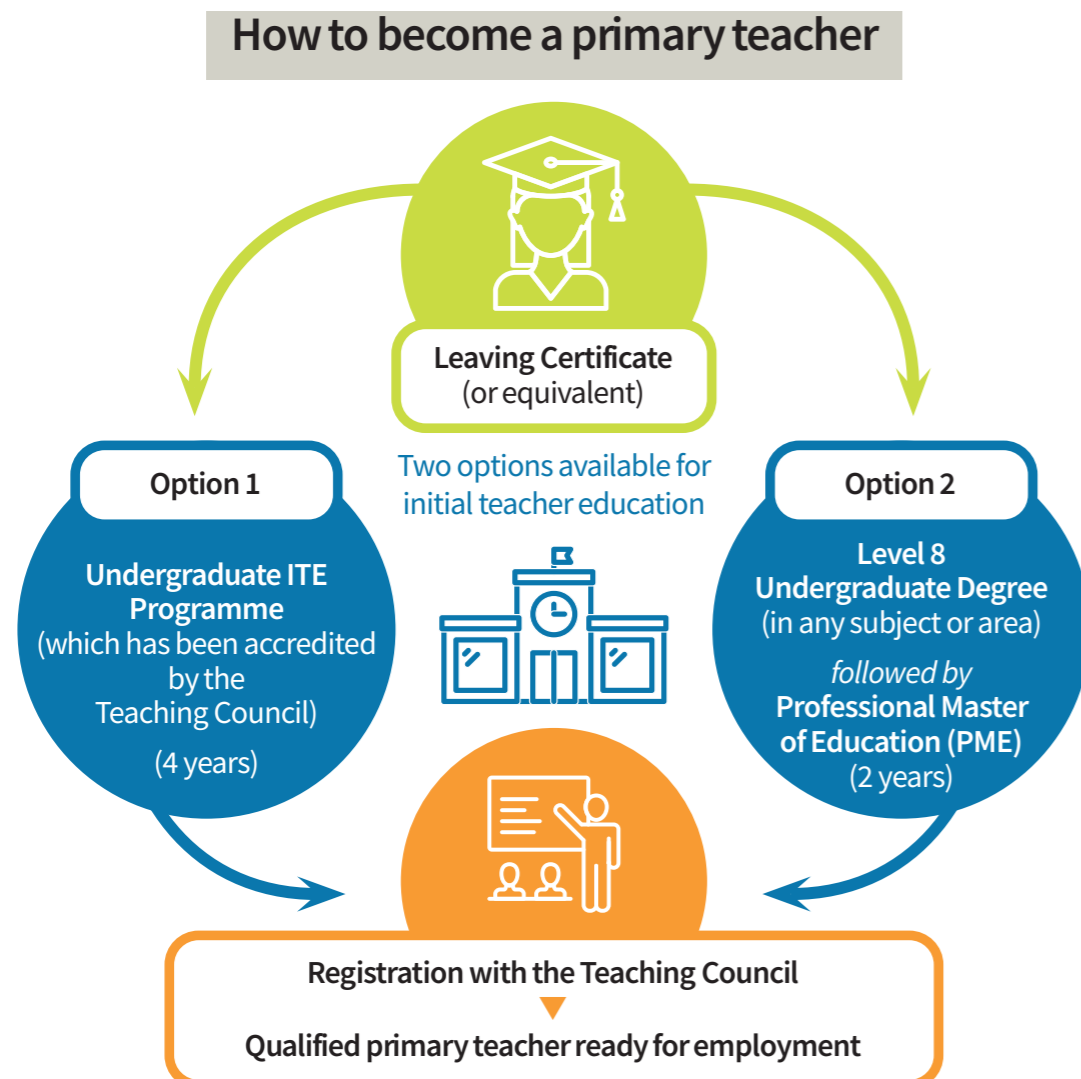 How to become a primary teacher
Leaving Certificate
(or equivalent)
Two options available for
initial teacher education
Option 1
Undergraduate ITE
Programme
(which has been accredited
by the
Teaching Council)
(4 years)
Option 2
Level 8
Undergraduate Degree
(in any subject or area)
followed by
Professional Master
of Education (PME)
(2 years)
Registration with the Teaching Council
Qualified primary teacher ready for employment